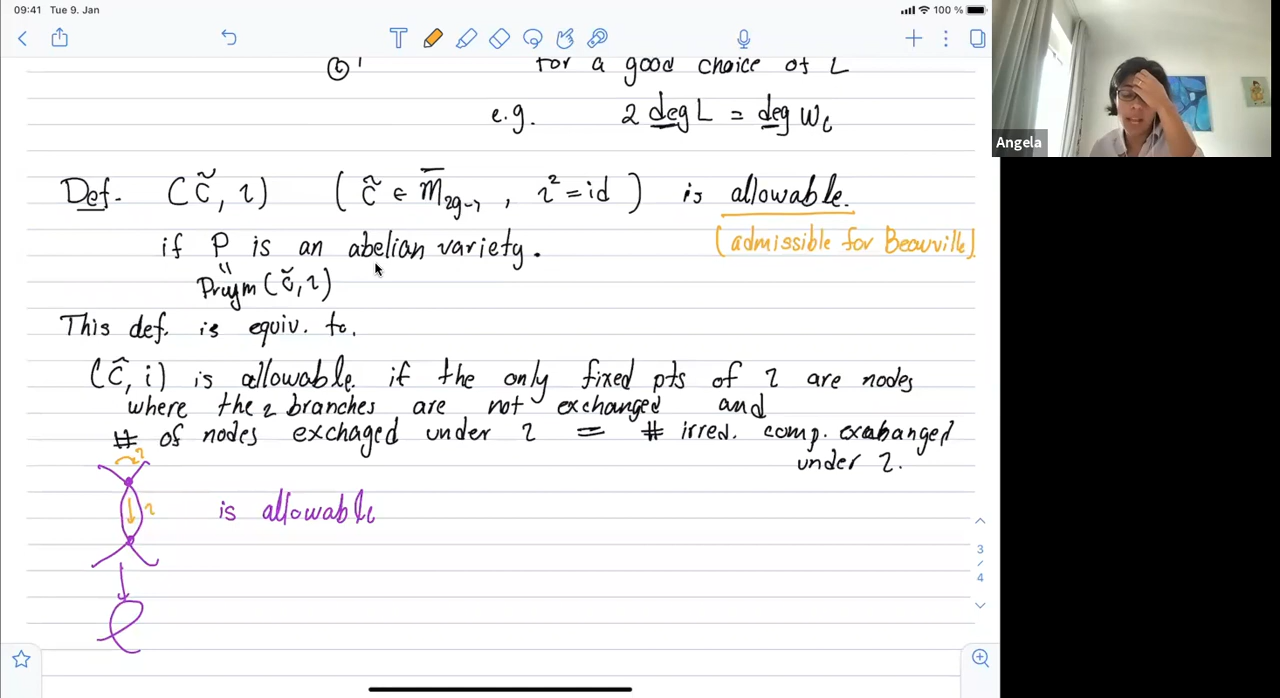 09:41 Tue 9. Jan
100 %
for a good choice of L
e.g. 2 deg L = deg ω_C
Def. (C̃, ι) (C̃ ∈ M̄_{2g-1}, ι² = id) is allowable.
(admissible for Beauville).
if P is an abelian variety.
"
Prym (C̃, ι)
This def. is equiv. to.
(C̃, i) is allowable if the only fixed pts of ι are nodes
where the 2 branches are not exchanged and
# of nodes exchaged under ι = # irred. comp. exchanged
under ι.
ι
ι is allowable
3
/
4
Angela